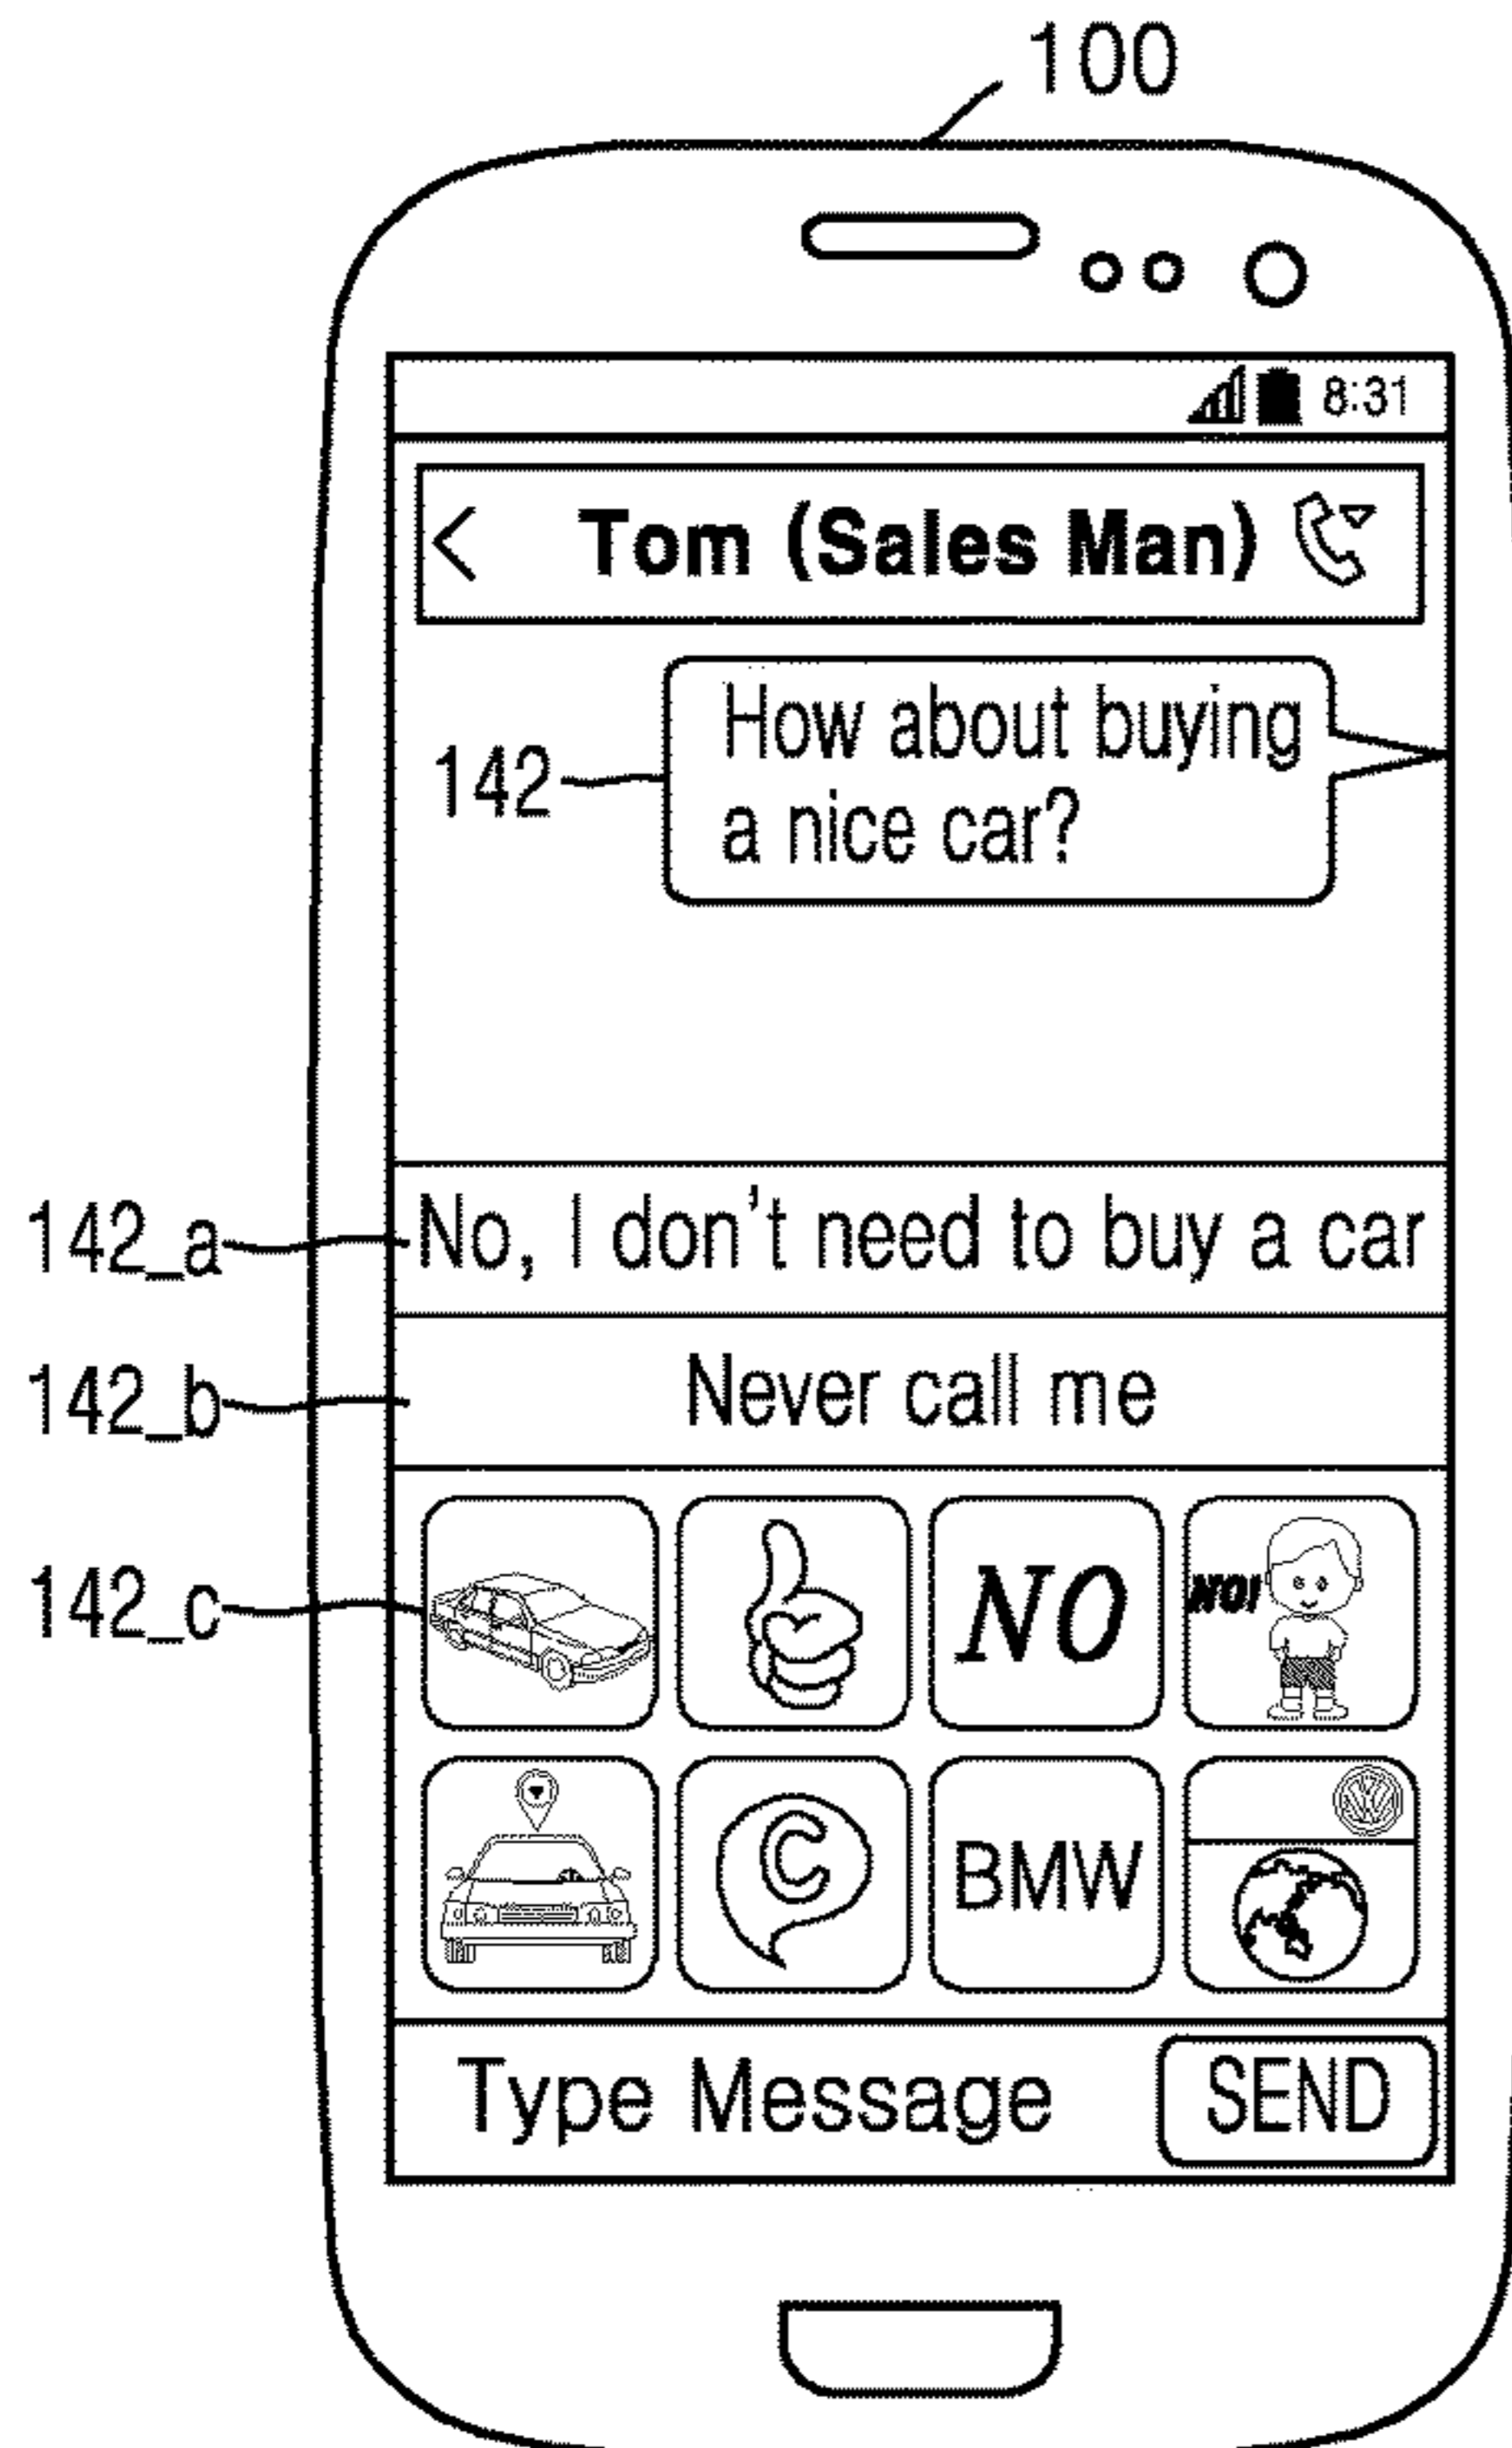 100
8:31
Tom (Sales Man)
142
How about buying
a nice car?
142_a
No, I don't need to buy a car
142_b
Never call me
142_c
NO
NO!
C
BMW
VW
Type Message
SEND